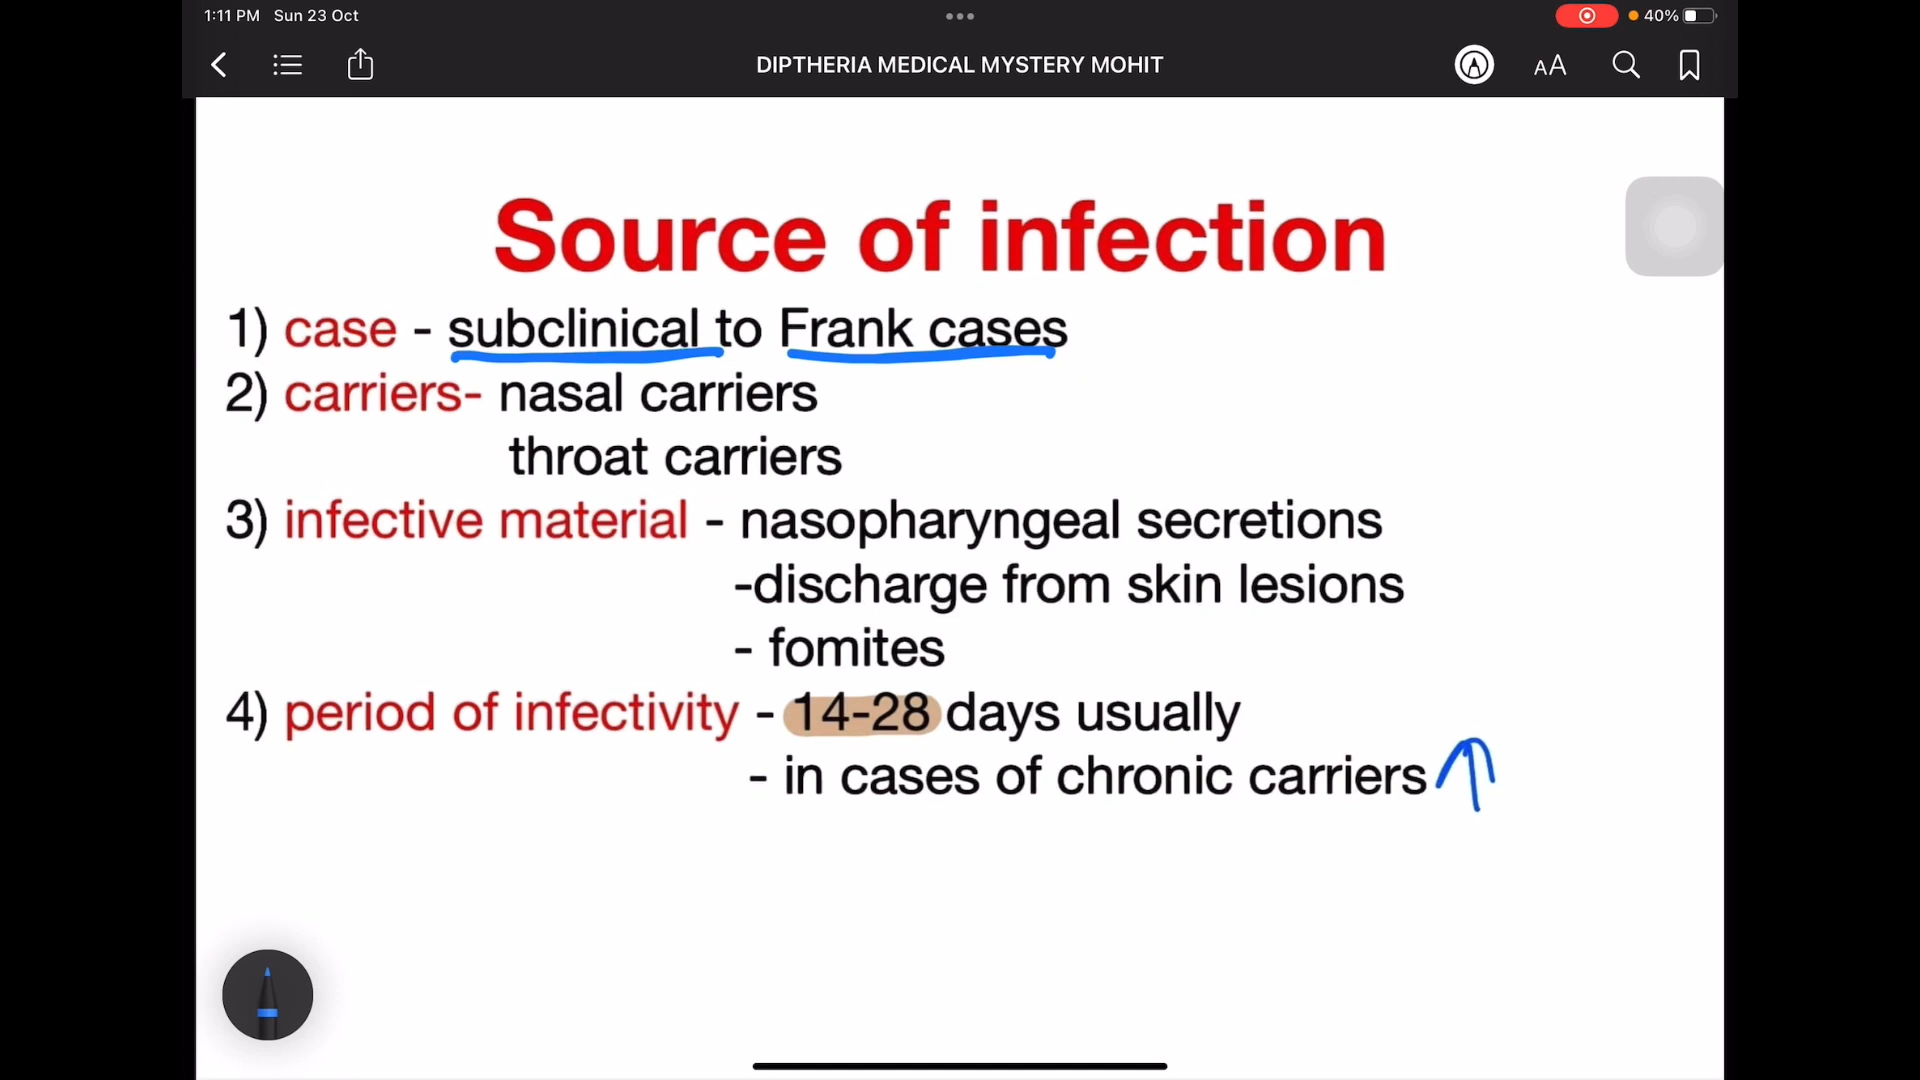 1:11 PM Sun 23 Oct
40%
DIPTHERIA MEDICAL MYSTERY MOHIT
AA
Source of infection
1) case - subclinical to Frank cases
2) carriers- nasal carriers
throat carriers
3) infective material - nasopharyngeal secretions
-discharge from skin lesions
- fomites
4) period of infectivity - 14-28 days usually
- in cases of chronic carriers ↑